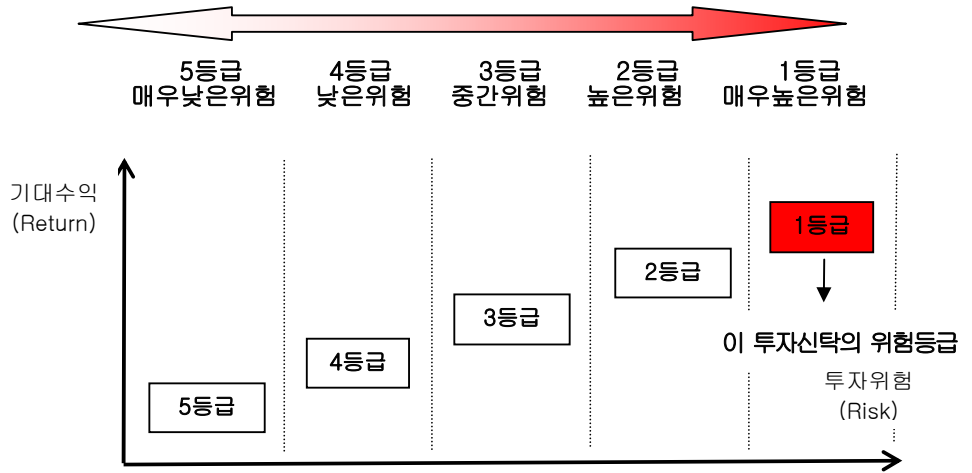 5등급 4등급 3등급 2등급 1등급
매우낮은위험 낮은위험 중간위험 높은위험 매우높은위험
기대수익
(Return)
1등급
2등급
3등급
이 투자신탁의 위험등급
4등급
투자위험
(Risk)
5등급